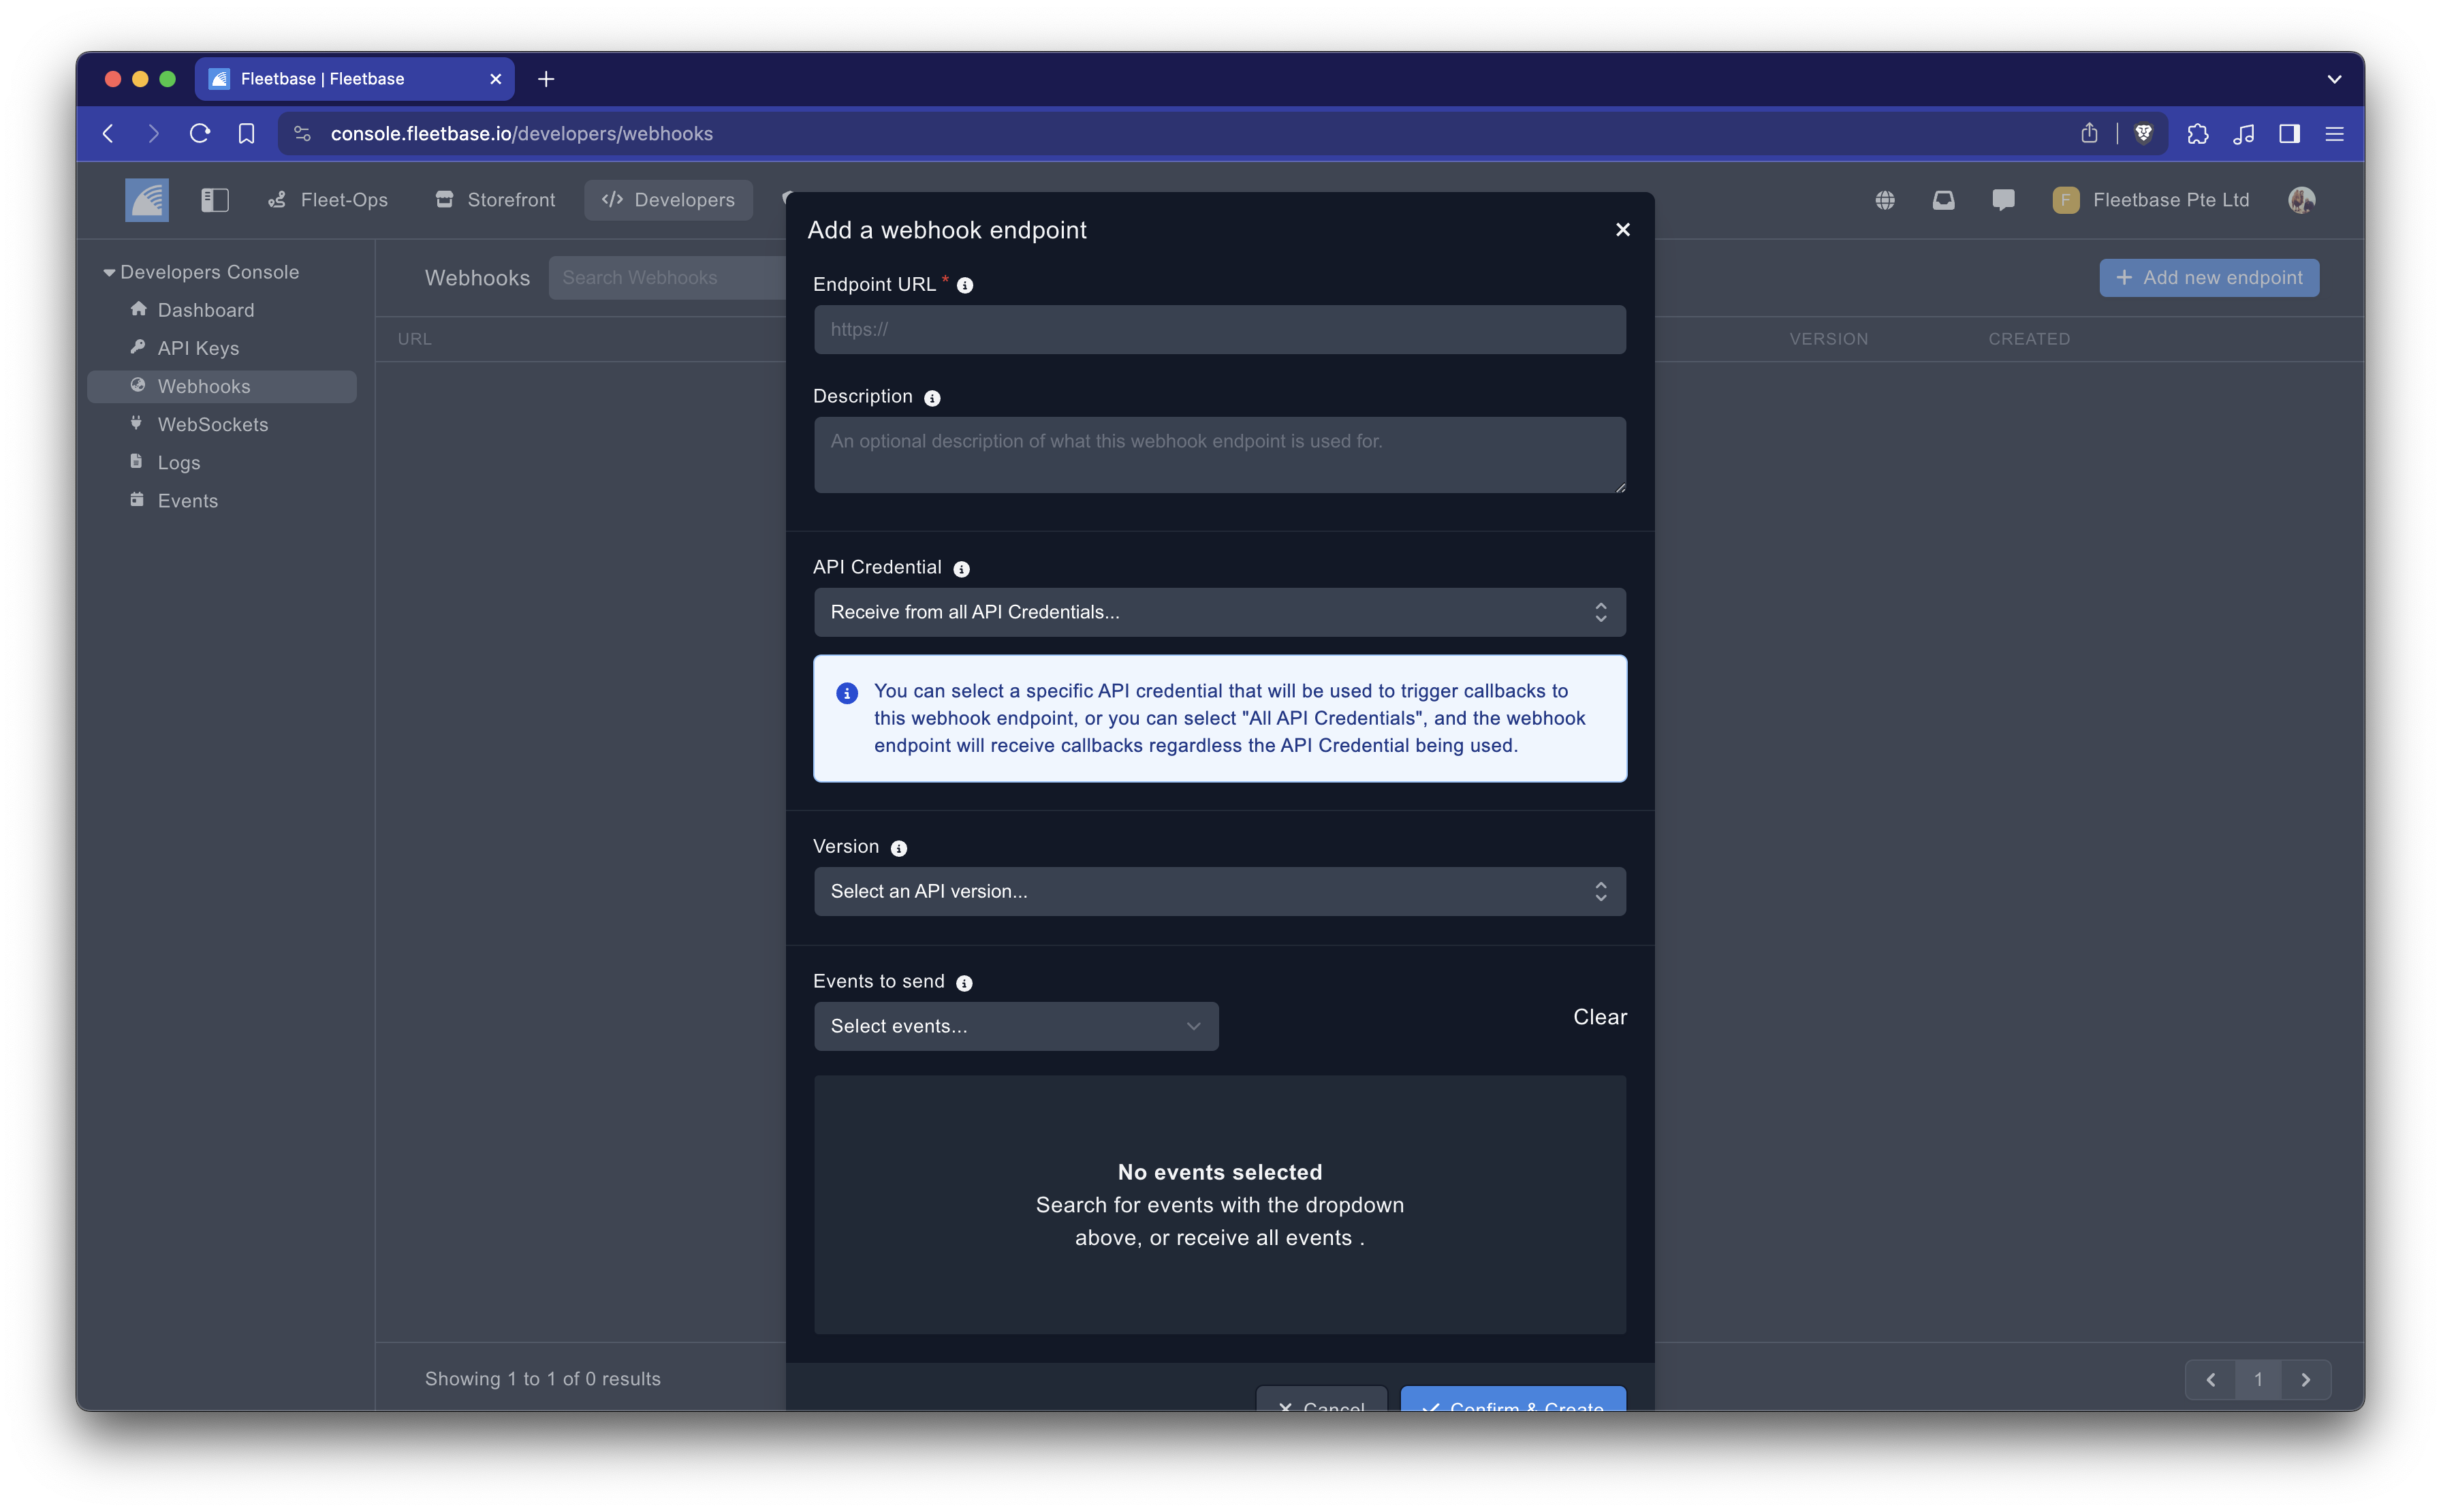 Fleetbase | Fleetbase
console.fleetbase.io/developers/webhooks
Fleet-Ops
Storefront
Developers
F
Fleetbase Pte Ltd
Developers Console
Dashboard
API Keys
Webhooks
WebSockets
Logs
Events
Webhooks
Search Webhooks
Add new endpoint
URL
VERSION
CREATED
Add a webhook endpoint
Endpoint URL *
https://
Description
An optional description of what this webhook endpoint is used for.
API Credential
Receive from all API Credentials...
You can select a specific API credential that will be used to trigger callbacks to
this webhook endpoint, or you can select "All API Credentials", and the webhook
endpoint will receive callbacks regardless the API Credential being used.
Version
Select an API version...
Events to send
Select events...
Clear
No events selected
Search for events with the dropdown
above, or receive all events .
Cancel
Confirm & Create
Showing 1 to 1 of 0 results
1